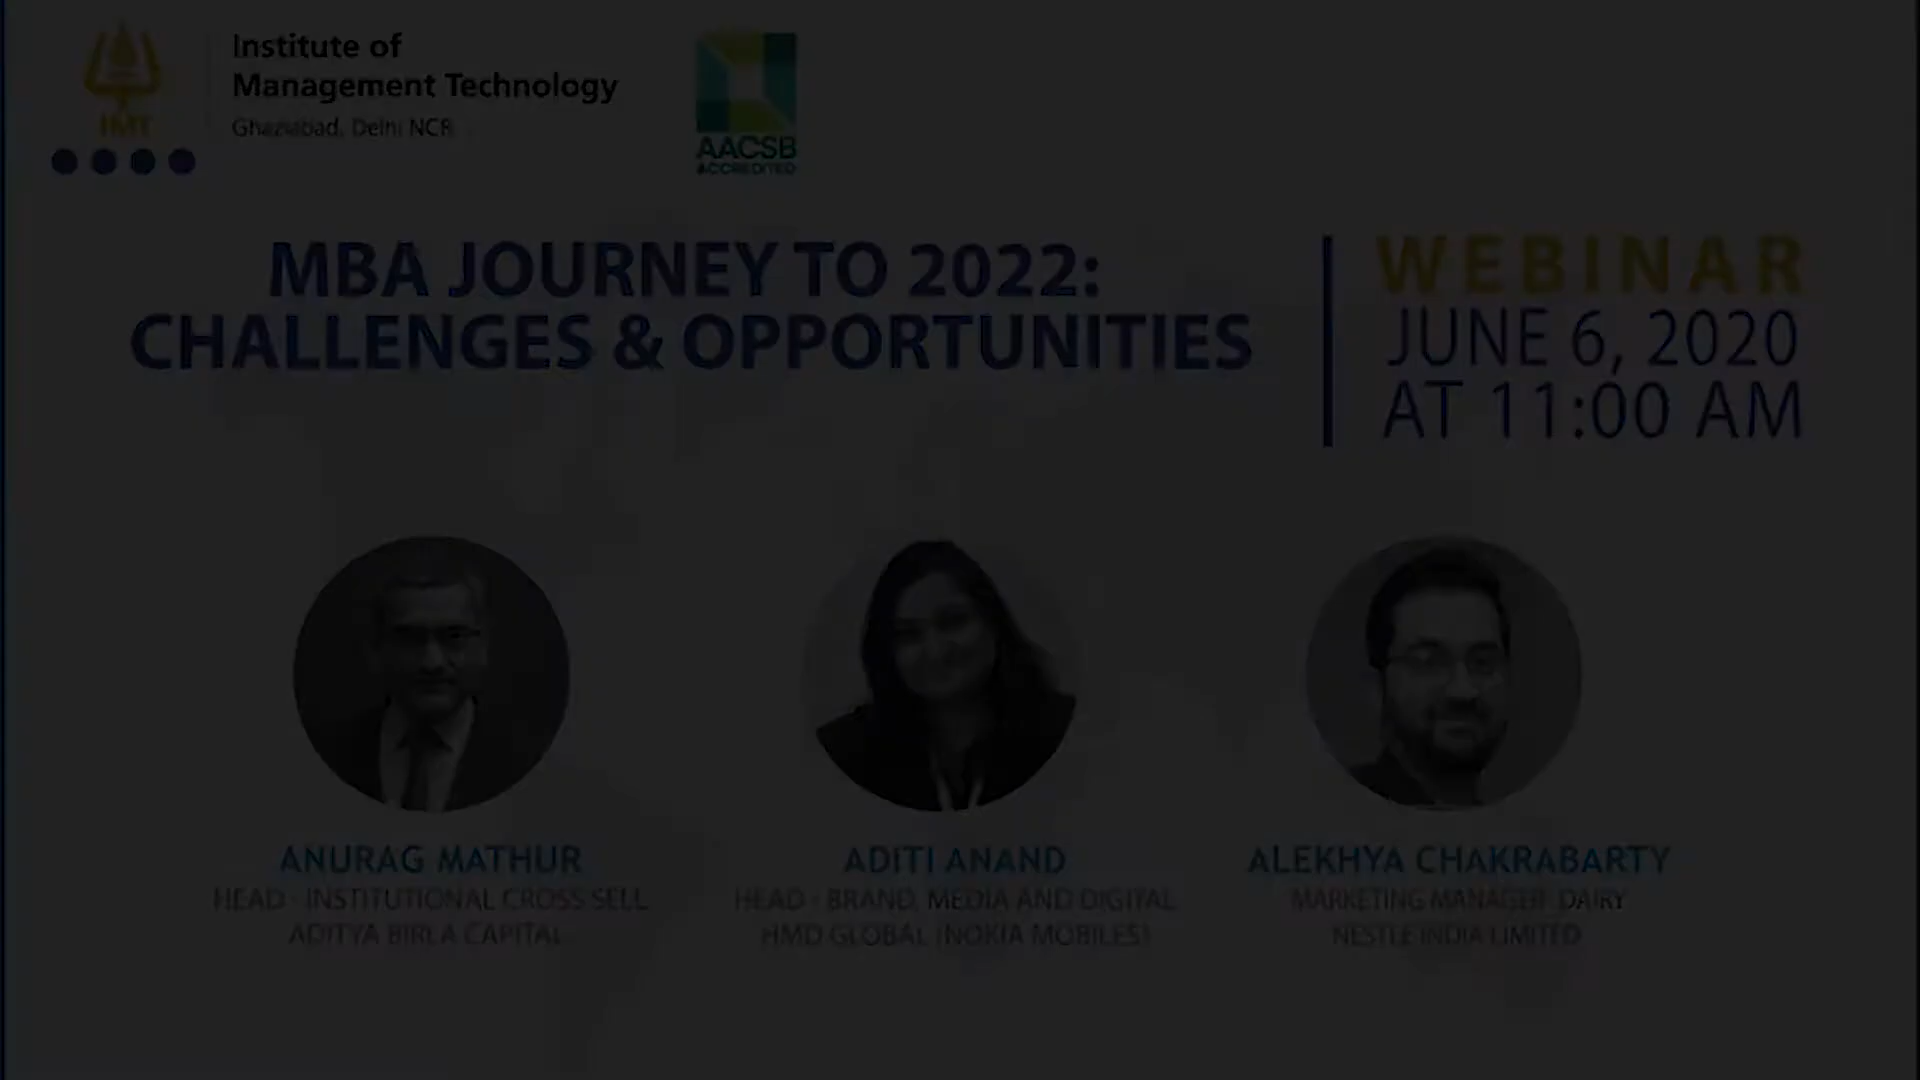 Institute of
Management Technology
Ghaziabad, Delhi NCR
IMT
AACSB
ACCREDITED
MBA JOURNEY TO 2022:
CHALLENGES & OPPORTUNITIES
WEBINAR
JUNE 6, 2020
AT 11:00 AM
ANURAG MATHUR
HEAD - INSTITUTIONAL CROSS SELL
ADITYA BIRLA CAPITAL
ADITI ANAND
HEAD - BRAND, MEDIA AND DIGITAL
HMD GLOBAL (NOKIA MOBILES)
ALEKHYA CHAKRABARTY
MARKETING MANAGER- DAIRY
NESTLE INDIA LIMITED